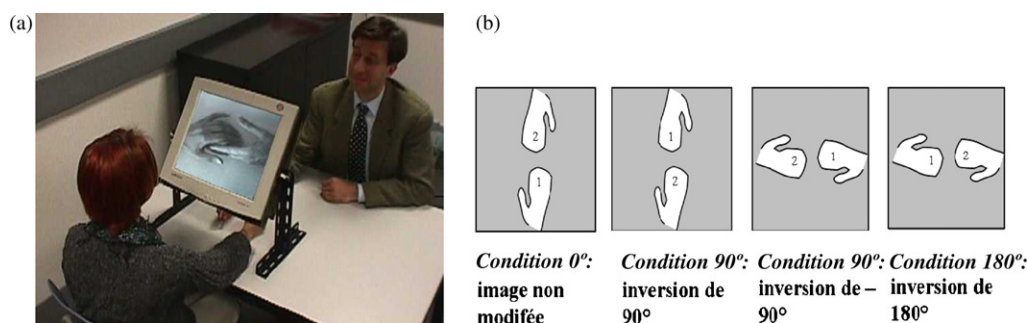 (a)
(b)
2
1
1
2
2
1
1
2
Condition 0º:
image non
modifée
Condition 90º:
inversion de
90°
Condition 90º:
inversion de –
90°
Condition 180º:
inversion de
180°